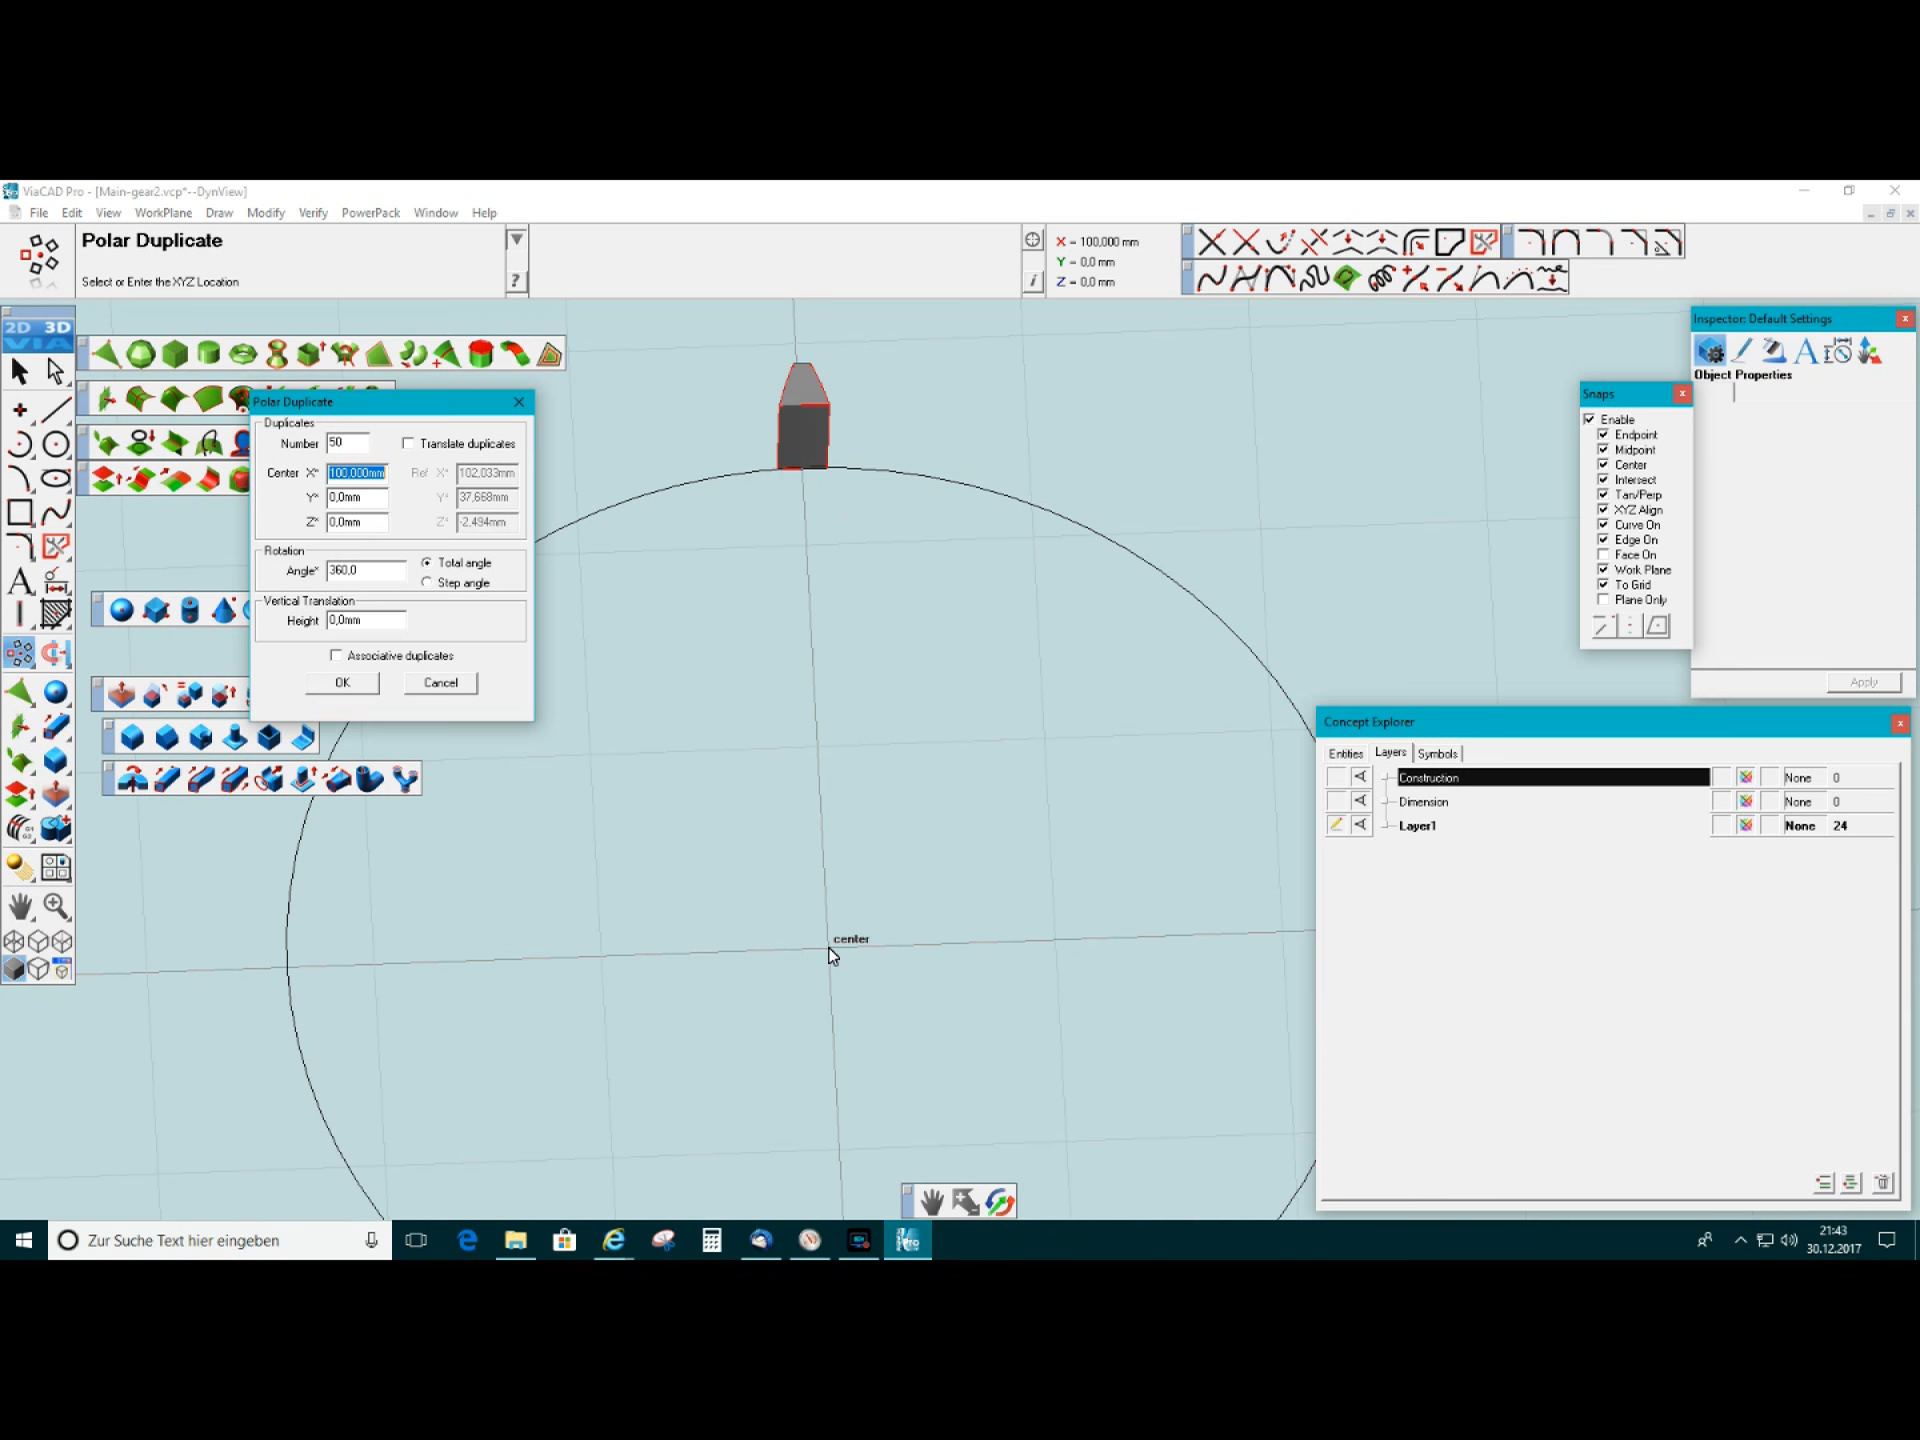 ViaCAD Pro - [Main-gear2.vcp*--DynView]
File Edit View WorkPlane Draw Modify Verify PowerPack Window Help
Polar Duplicate
Select or Enter the XYZ Location
?
i
X = 100,000 mm
Y = 0,0 mm
Z = 0,0 mm
2D 3D
VIA
Polar Duplicate
Duplicates
Number 50 Translate duplicates
Center X* 100,000mm Ref X* 102,033mm
Y* 0,0mm Y* 37,668mm
Z* 0,0mm Z* -2,494mm
Rotation
Angle* 360,0 Total angle
Step angle
Vertical Translation
Height 0,0mm
Associative duplicates
OK Cancel
center
Snaps
Enable
Endpoint
Midpoint
Center
Intersect
Tan/Perp
XYZ Align
Curve On
Edge On
Face On
Work Plane
To Grid
Plane Only
Inspector: Default Settings
Object Properties
Apply
Concept Explorer
Entities Layers Symbols
Construction None 0
Dimension None 0
Layer1 None 24
Zur Suche Text hier eingeben
21:43
30.12.2017